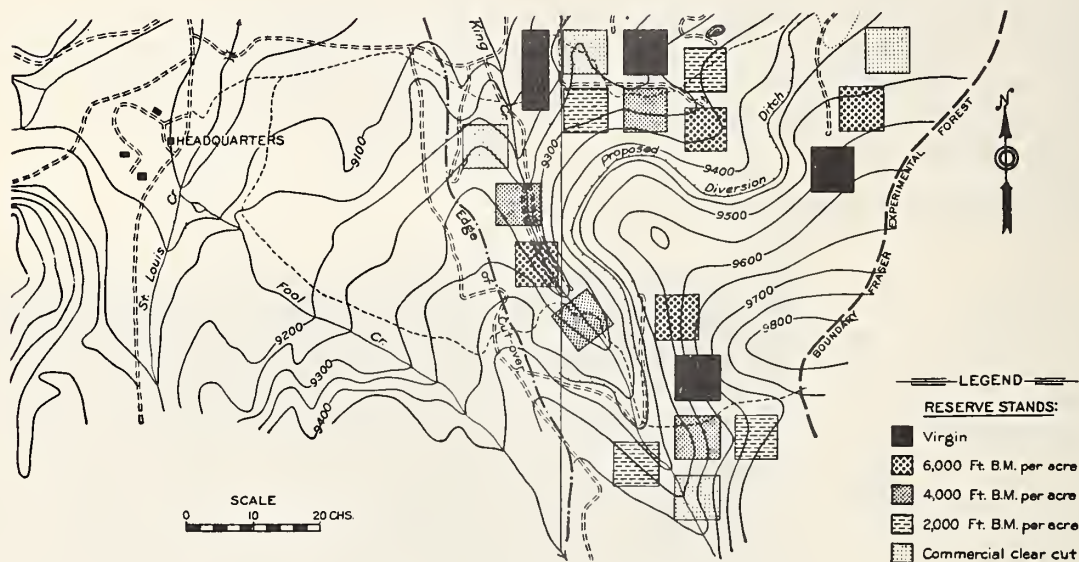 King
Cr.
N
HEADQUARTERS
9100
9300
Ditch
Proposed
Diversion
9400
9500
BOUNDARY FRASER EXPERIMENTAL FOREST
St. Louis Cr.
Edge of Cut over
Fool Cr.
9600
9700
9800
9200
9300
9400
LEGEND
RESERVE STANDS:
Virgin
6,000 Ft. B.M. per acre
4,000 Ft. B.M. per acre
2,000 Ft. B.M. per acre
Commercial clear cut
SCALE
0 10 20 CHS.